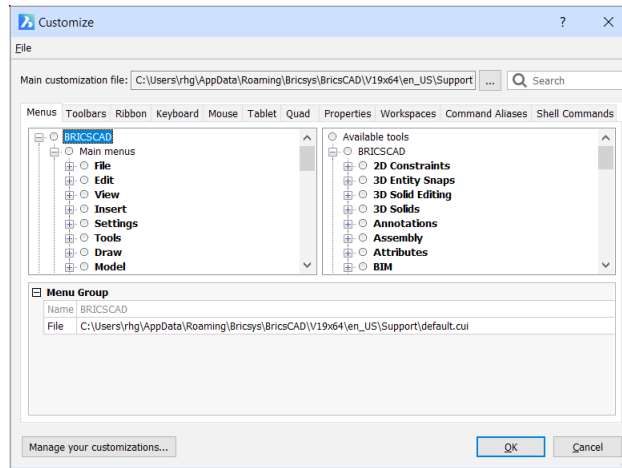 Customize
File
Main customization file: C:\Users\rhg\AppData\Roaming\Bricsys\BricsCAD\V19x64\en_US\Support ... Search
Menus Toolbars Ribbon Keyboard Mouse Tablet Quad Properties Workspaces Command Aliases Shell Commands
BRICSCAD
Main menus
File
Edit
View
Insert
Settings
Tools
Draw
Model
Available tools
BRICSCAD
2D Constraints
3D Entity Snaps
3D Solid Editing
3D Solids
Annotations
Assembly
Attributes
BIM
Menu Group
Name BRICSCAD
File C:\Users\rhg\AppData\Roaming\Bricsys\BricsCAD\V19x64\en_US\Support\default.cui
Manage your customizations... OK Cancel